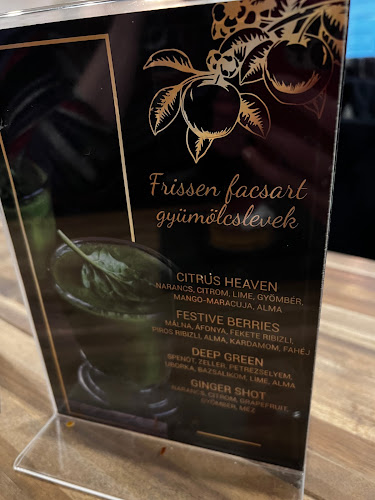 Frissen facsart
gyümölcslevek
CITRUS HEAVEN
NARANCS, CITROM, LIME, GYÖMBÉR,
MANGO-MARACUJA, ALMA
FESTIVE BERRIES
MÁLNA, ÁFONYA, FEKETE RIBIZLI,
PIROS RIBIZLI, ALMA, KARDAMOM, FAHÉJ
DEEP GREEN
SPENÓT, ZELLER, PETREZSELYEM,
UBORKA, BAZSALIKOM, LIME, ALMA
GINGER SHOT
NARANCS, CITROM, GRAPEFRUIT,
GYÖMBÉR, MÉZ